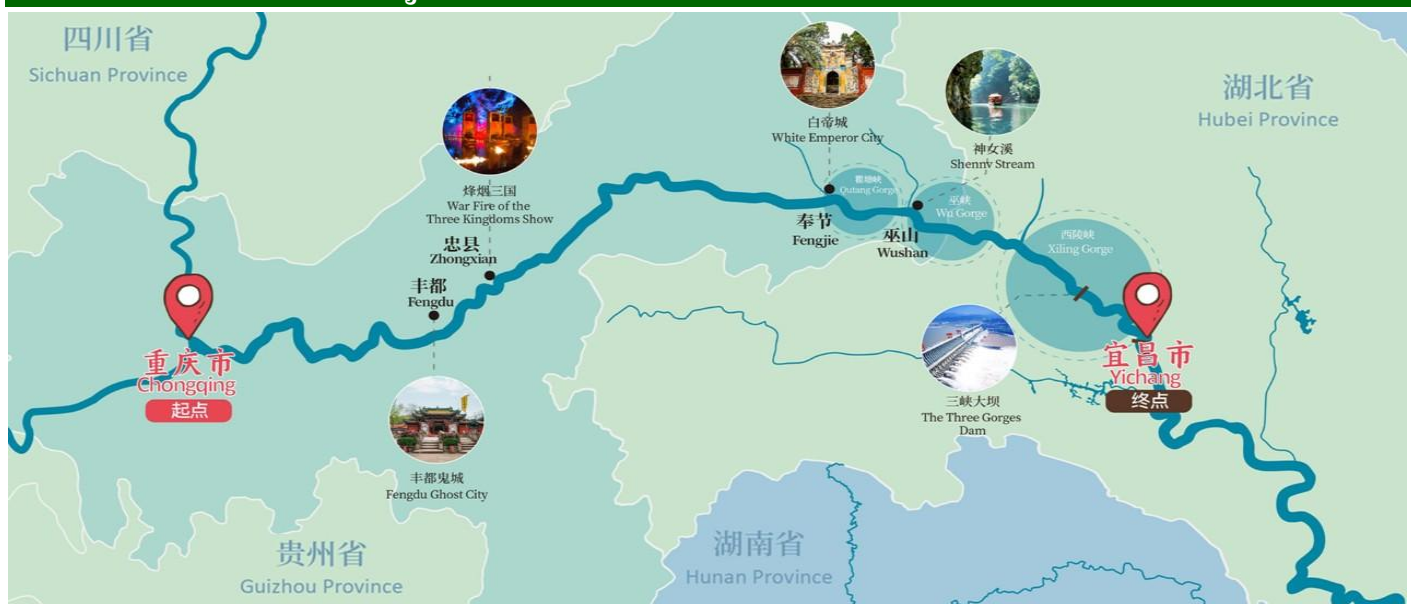 四川省
Sichuan Province
烽烟三国
War Fire of the
Three Kingdoms Show
忠县
Zhongxian
丰都
Fengdu
重庆市
Chongqing
起点
丰都鬼城
Fengdu Ghost City
贵州省
Guizhou Province
白帝城
White Emperor City
瞿塘峡
Qutang Gorge
奉节
Fengjie
神女溪
Shennv Stream
巫峡
Wu Gorge
巫山
Wushan
湖北省
Hubei Province
西陵峡
Xiling Gorge
三峡大坝
The Three Gorges
Dam
宜昌市
Yichang
终点
湖南省
Hunan Province